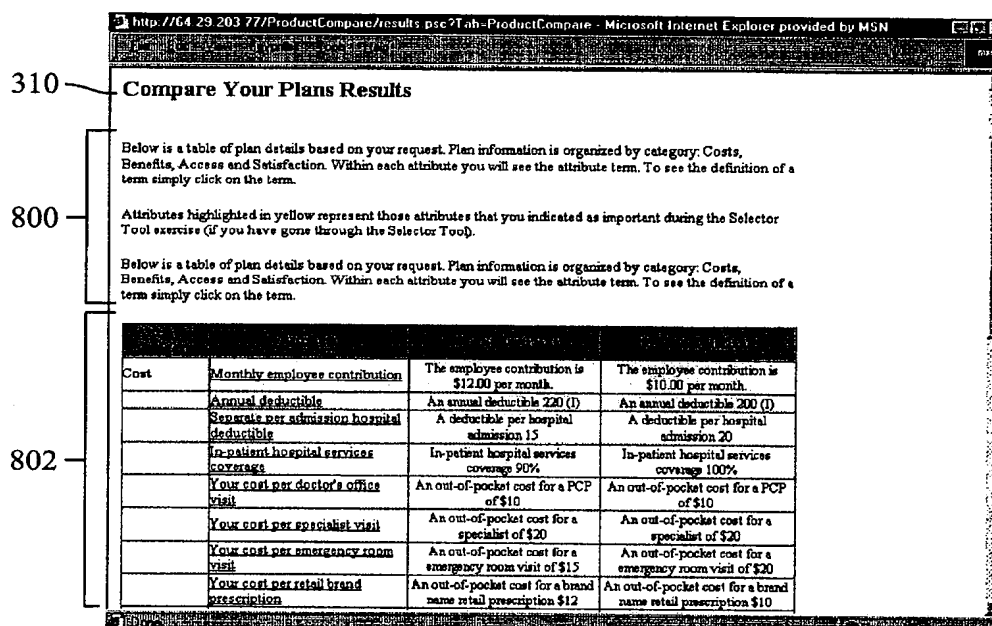 http://64.29.203.77/ProductCompare/results.psc?Tab=ProductCompare - Microsoft Internet Explorer provided by MSN
310
Compare Your Plans Results
Below is a table of plan details based on your request. Plan information is organized by category: Costs,
Benefits, Access and Satisfaction. Within each attribute you will see the attribute term. To see the definition of a
term simply click on the term.
800
Attributes highlighted in yellow represent those attributes that you indicated as important during the Selector
Tool exercise (if you have gone through the Selector Tool).
Below is a table of plan details based on your request. Plan information is organized by category: Costs,
Benefits, Access and Satisfaction. Within each attribute you will see the attribute term. To see the definition of a
term simply click on the term.
802
Cost
Monthly employee contribution
The employee contribution is
$12.00 per month.
The employee contribution is
$10.00 per month.
Annual deductible
An annual deductible 220 (I)
An annual deductible 200 (I)
Separate per admission hospital
deductible
A deductible per hospital
admission 15
A deductible per hospital
admission 20
In-patient hospital services
coverage
In-patient hospital services
coverage 90%
In-patient hospital services
coverage 100%
Your cost per doctor's office
visit
An out-of-pocket cost for a PCP
of $10
An out-of-pocket cost for a PCP
of $10
Your cost per specialist visit
An out-of-pocket cost for a
specialist of $20
An out-of-pocket cost for a
specialist of $20
Your cost per emergency room
visit
An out-of-pocket cost for a
emergency room visit of $15
An out-of-pocket cost for a
emergency room visit of $20
Your cost per retail brand
prescription
An out-of-pocket cost for a brand
name retail prescription $12
An out-of-pocket cost for a brand
name retail prescription $10